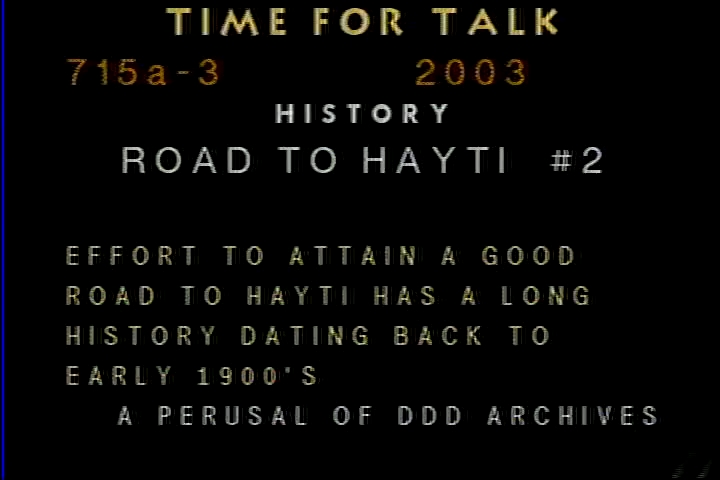 TIME FOR TALK
715a-3 2003
HISTORY
ROAD TO HAYTI #2
EFFORT TO ATTAIN A GOOD
ROAD TO HAYTI HAS A LONG
HISTORY DATING BACK TO
EARLY 1900'S
A PERUSAL OF DDD ARCHIVES